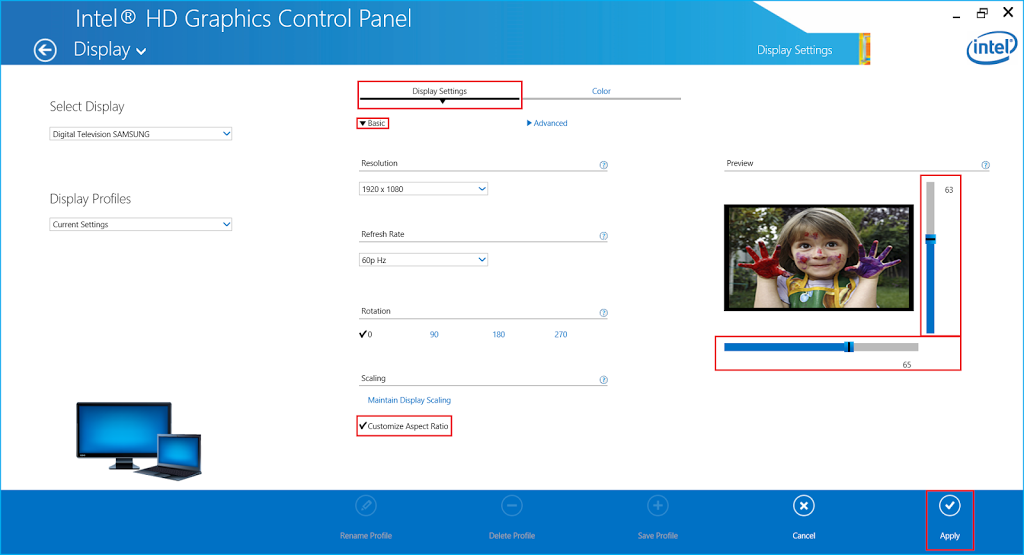 Intel® HD Graphics Control Panel
Display
Display Settings
intel®
Select Display
Digital Television SAMSUNG
Display Profiles
Current Settings
Display Settings
Color
Basic
Advanced
Resolution
1920 x 1080
Refresh Rate
60p Hz
Rotation
0 90 180 270
Scaling
Maintain Display Scaling
Customize Aspect Ratio
Preview
63
65
Rename Profile
Delete Profile
Save Profile
Cancel
Apply